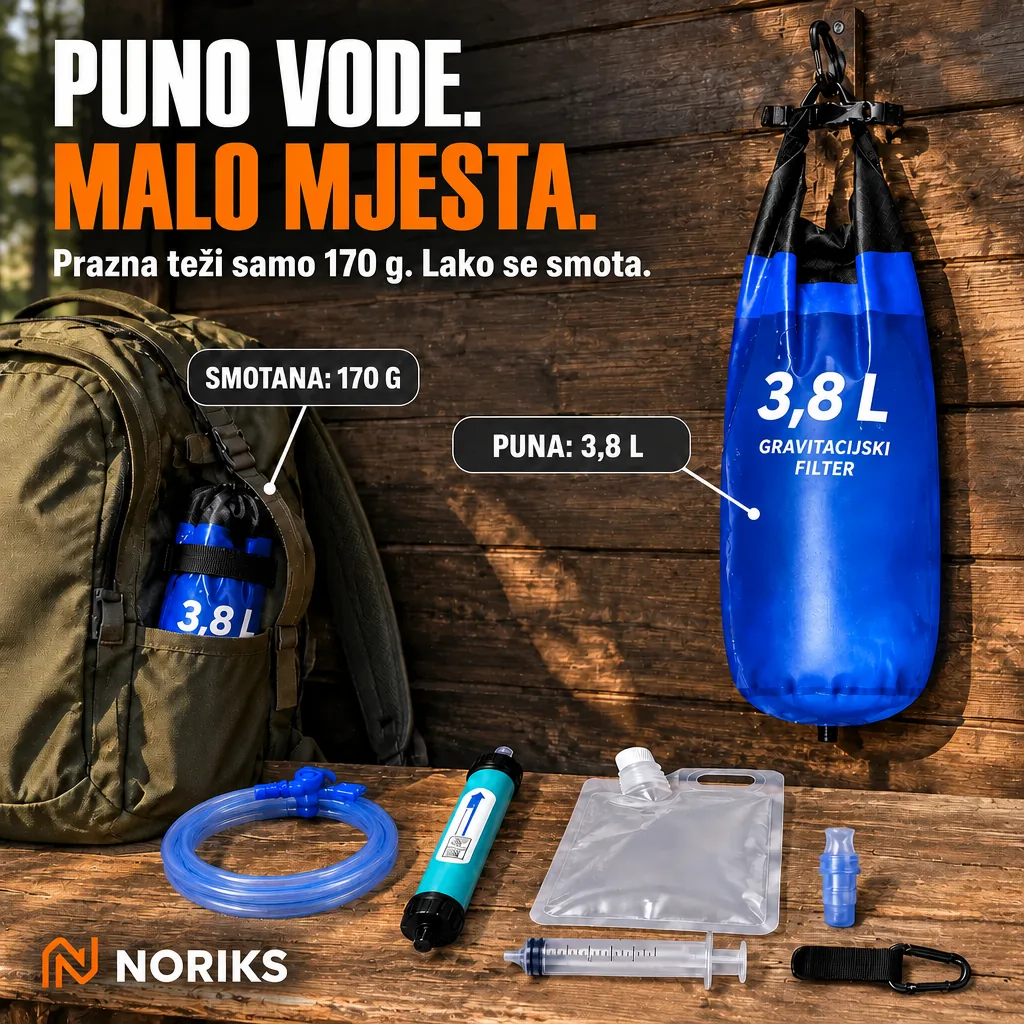 PUNO VODE.
MALO MJESTA.
Prazna teži samo 170 g. Lako se smota.
SMOTANA: 170 G
PUNA: 3,8 L
3,8 L
GRAVITACIJSKI
FILTER
3,8 L
NORIKS